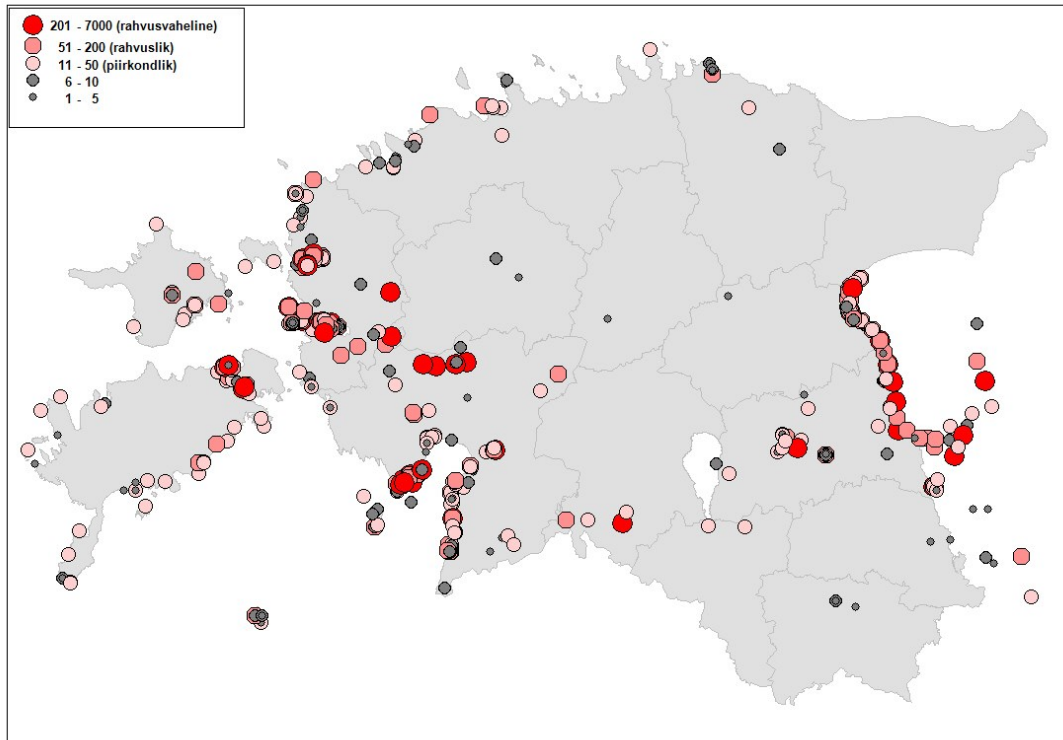 201 - 7000 (rahvusvaheline)
51 - 200 (rahvuslik)
11 - 50 (piirkondlik)
6 - 10
1 - 5